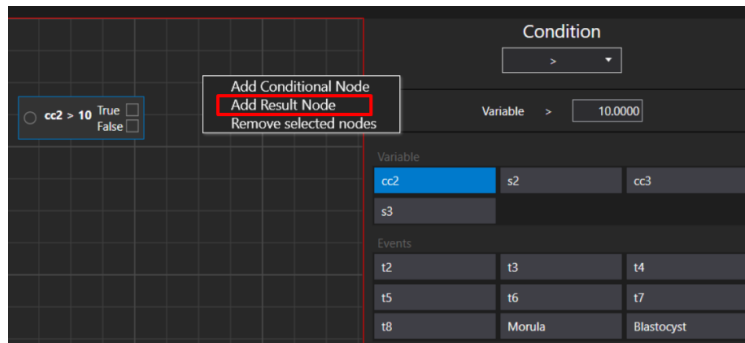 Condition
>
Add Conditional Node
Add Result Node
Remove selected nodes
cc2 > 10 True
False
Variable > 10.0000
Variable
cc2 s2 cc3
s3
Events
t2 t3 t4
t5 t6 t7
t8 Morula Blastocyst